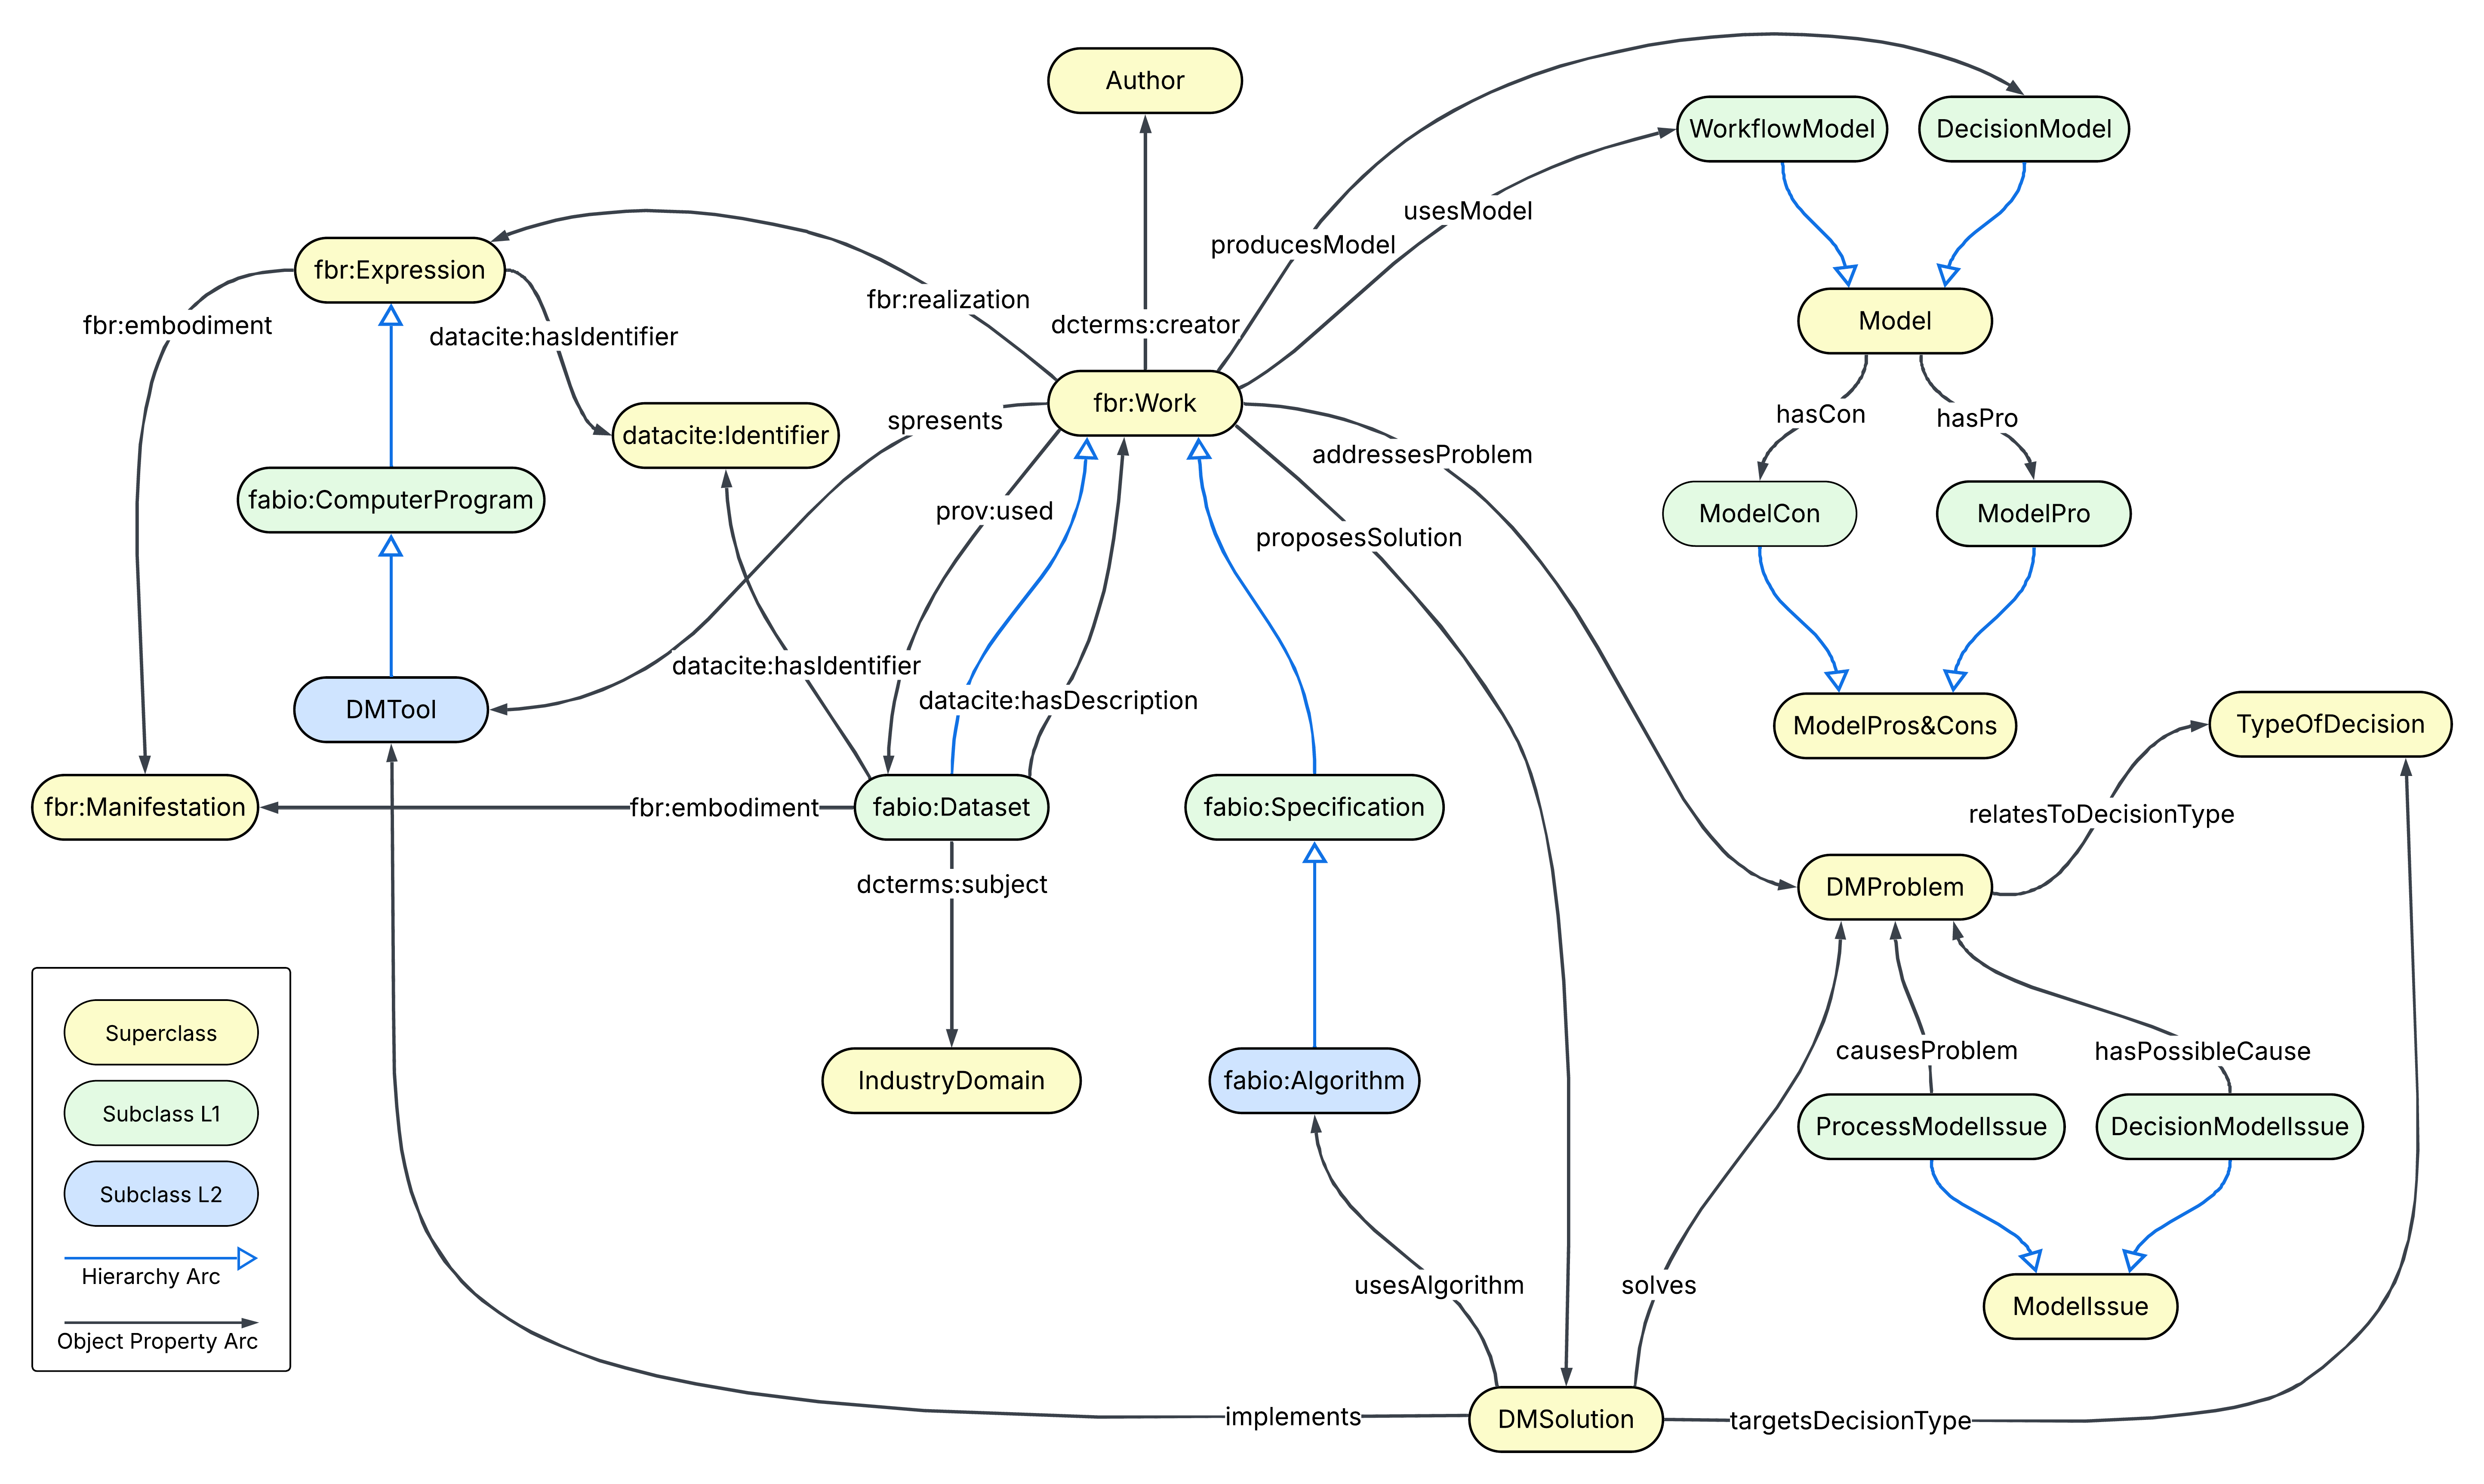 Author
WorkflowModel
DecisionModel
usesModel
producesModel
fbr:Expression
fbr:realization
fbr:embodiment
datacite:hasIdentifier
dcterms:creator
Model
fbr:Work
spresents
datacite:Identifier
hasCon
hasPro
addressesProblem
fabio:ComputerProgram
prov:used
proposesSolution
ModelCon
ModelPro
datacite:hasIdentifier
datacite:hasDescription
DMTool
ModelPros&Cons
TypeOfDecision
fbr:Manifestation
fbr:embodiment
fabio:Dataset
fabio:Specification
relatesToDecisionType
dcterms:subject
DMProblem
Superclass
Subclass L1
Subclass L2
Hierarchy Arc
Object Property Arc
IndustryDomain
fabio:Algorithm
causesProblem
hasPossibleCause
ProcessModelIssue
DecisionModelIssue
usesAlgorithm
solves
ModelIssue
implements
DMSolution
targetsDecisionType